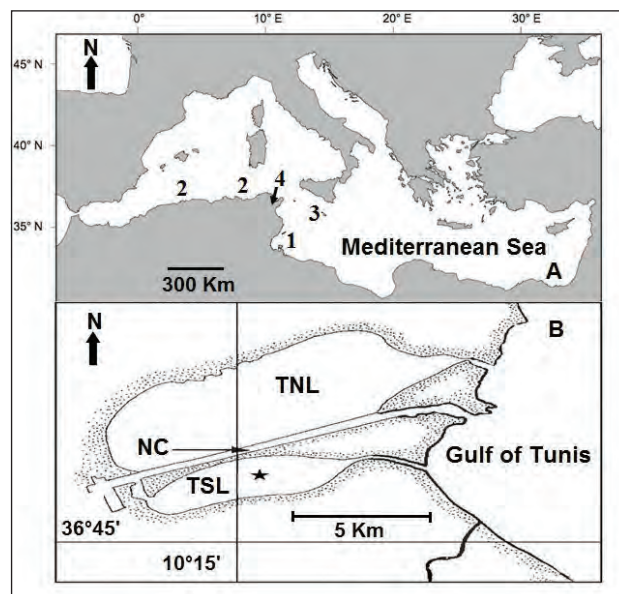 0° 10°E 20°E 30°E
N
45°N
40°N
4
2 2
3
35°N
1
Mediterranean Sea
A
300 Km
N
B
TNL
NC
Gulf of Tunis
TSL
5 Km
36°45'
10°15'